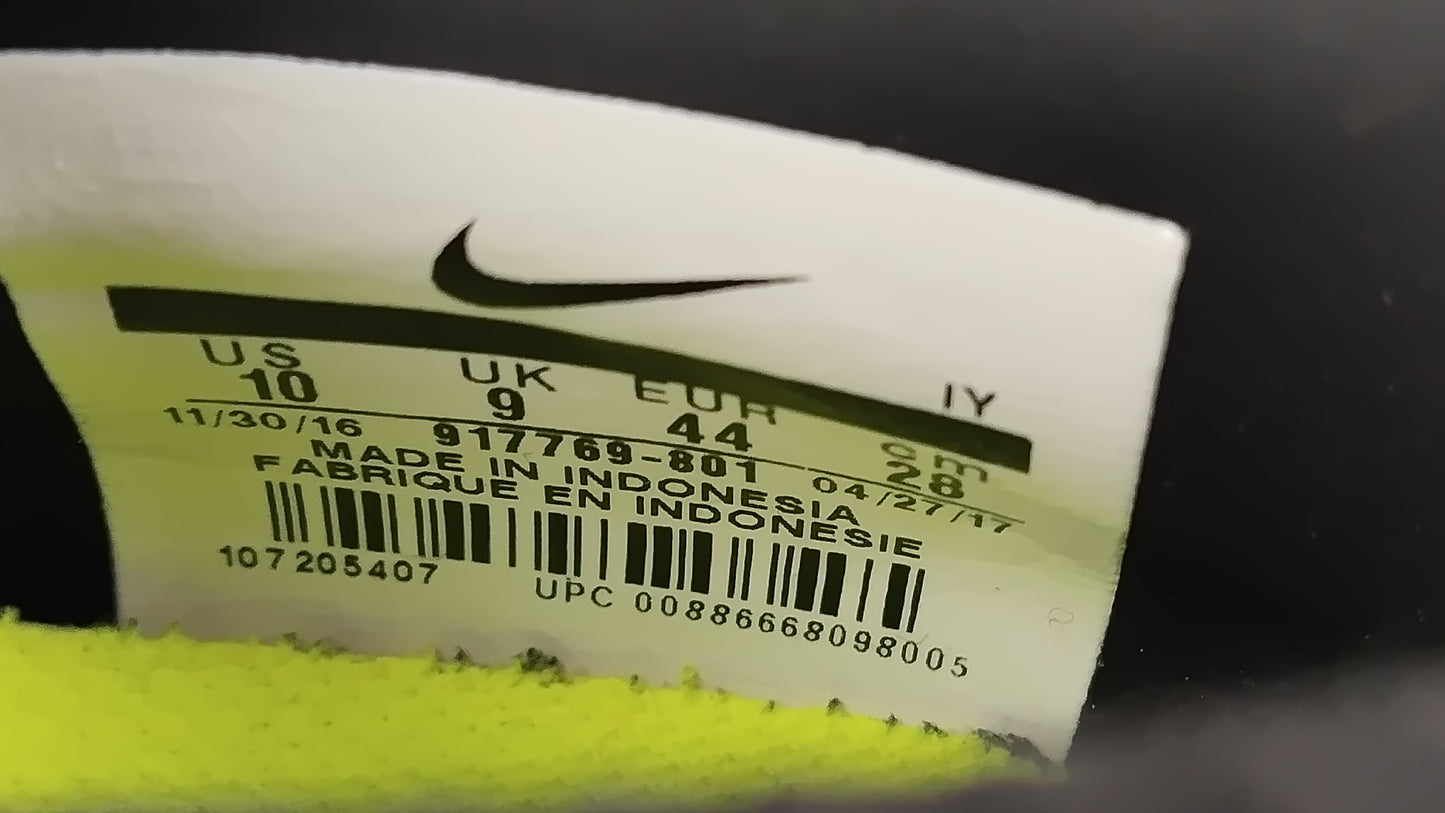 IY
US UK EUR cm
10 9 44 28
11/30/16 917769-801 04/27/17
MADE IN INDONESIA
FABRIQUE EN INDONESIE
107205407 UPC 00886668098005